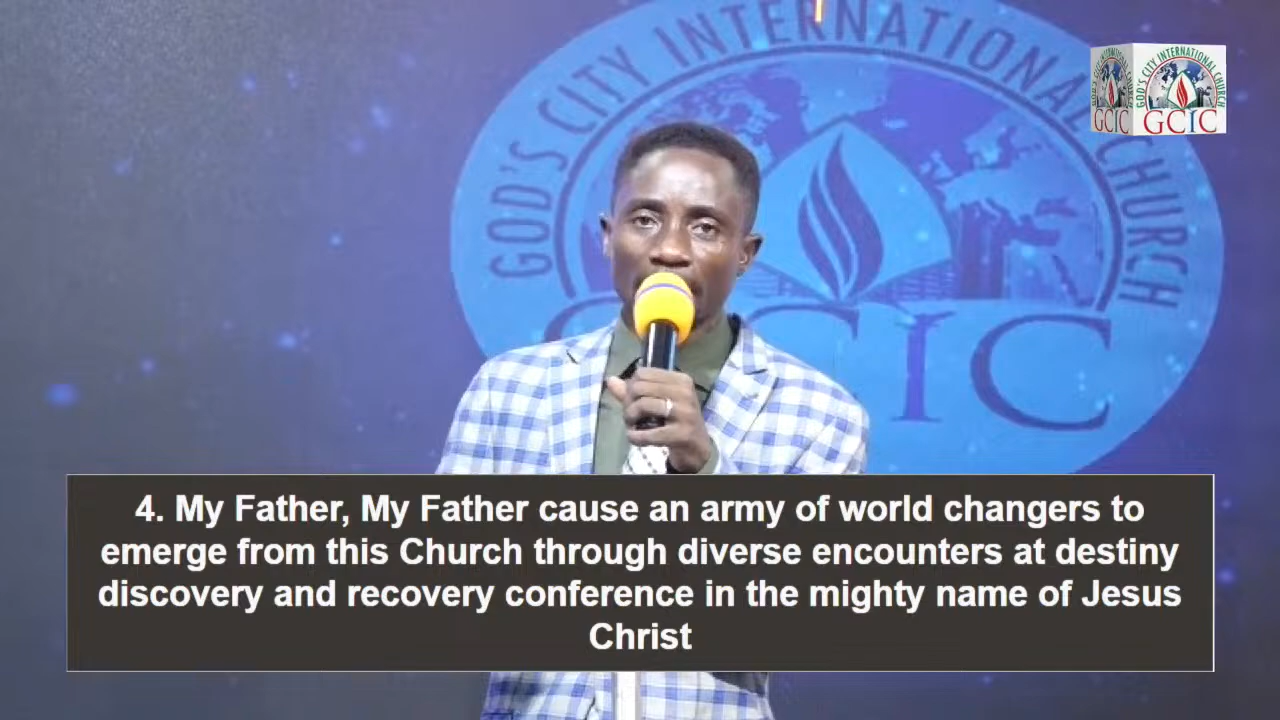 GOD'S CITY INTERNATIONAL CHURCH
GCIC
GOD'S CITY INTERNATIONAL CHURCH
GCIC
GCIC
4. My Father, My Father cause an army of world changers to
emerge from this Church through diverse encounters at destiny
discovery and recovery conference in the mighty name of Jesus
Christ